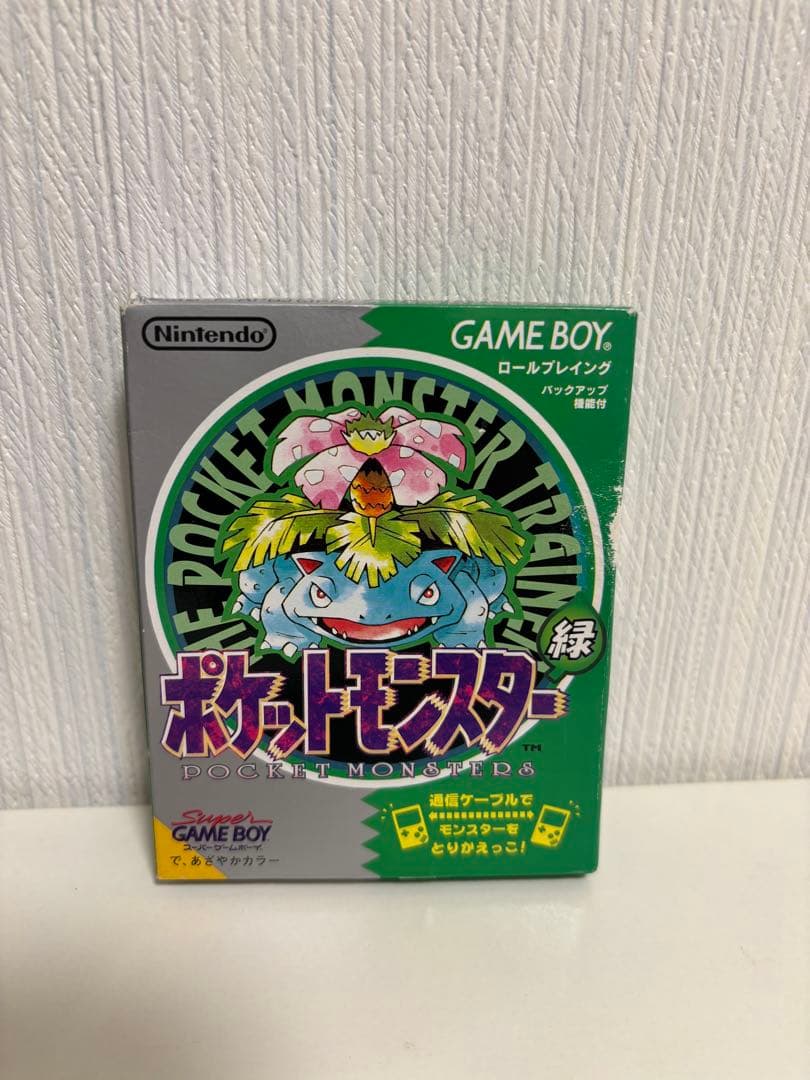 Nintendo®
GAME BOY®
ロールプレイング
バックアップ
機能付
THE POCKET MONSTER TRAINER
緑
ポケットモンスター
TM
POCKET MONSTERS
通信ケーブルで
モンスターを
とりかえっこ!
Super
GAME BOY
スーパーゲームボーイ
で、あざやかカラー